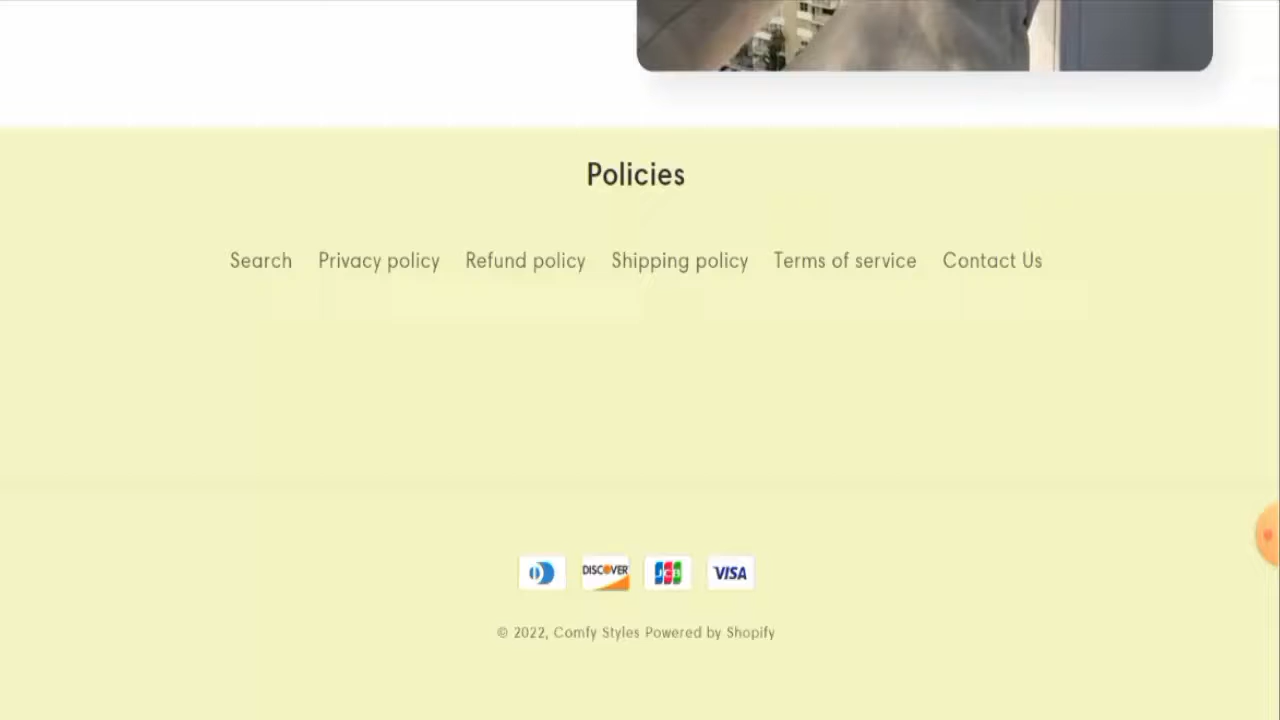 Policies
Search Privacy policy Refund policy Shipping policy Terms of service Contact Us
DISCOVER JCB VISA
© 2022, Comfy Styles Powered by Shopify